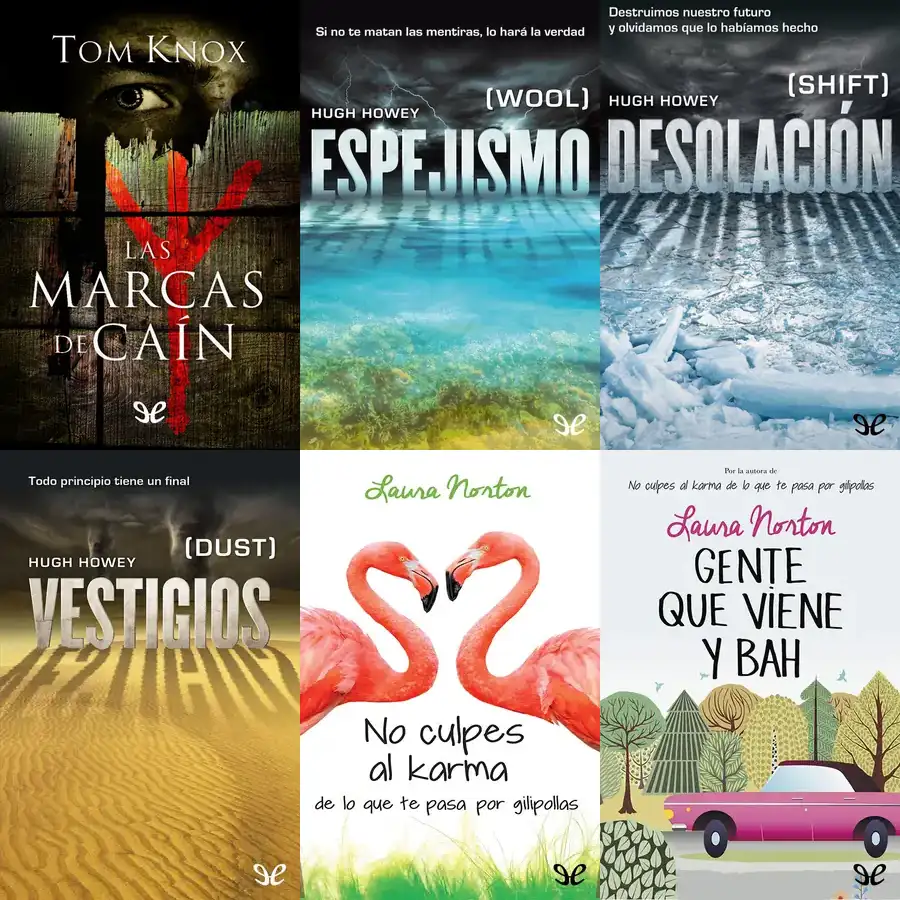 TOM KNOX
LAS
MARCAS
DE CAÍN
Si no te matan las mentiras, lo hará la verdad
(WOOL)
HUGH HOWEY
ESPEJISMO
Destruimos nuestro futuro
y olvidamos que lo habíamos hecho
(SHIFT)
HUGH HOWEY
DESOLACIÓN
Todo principio tiene un final
(DUST)
HUGH HOWEY
VESTIGIOS
Laura Norton
No culpes
al karma
de lo que te pasa por gilipollas
Por la autora de
No culpes al karma de lo que te pasa por gilipollas
Laura Norton
GENTE
QUE VIENE
Y BAH